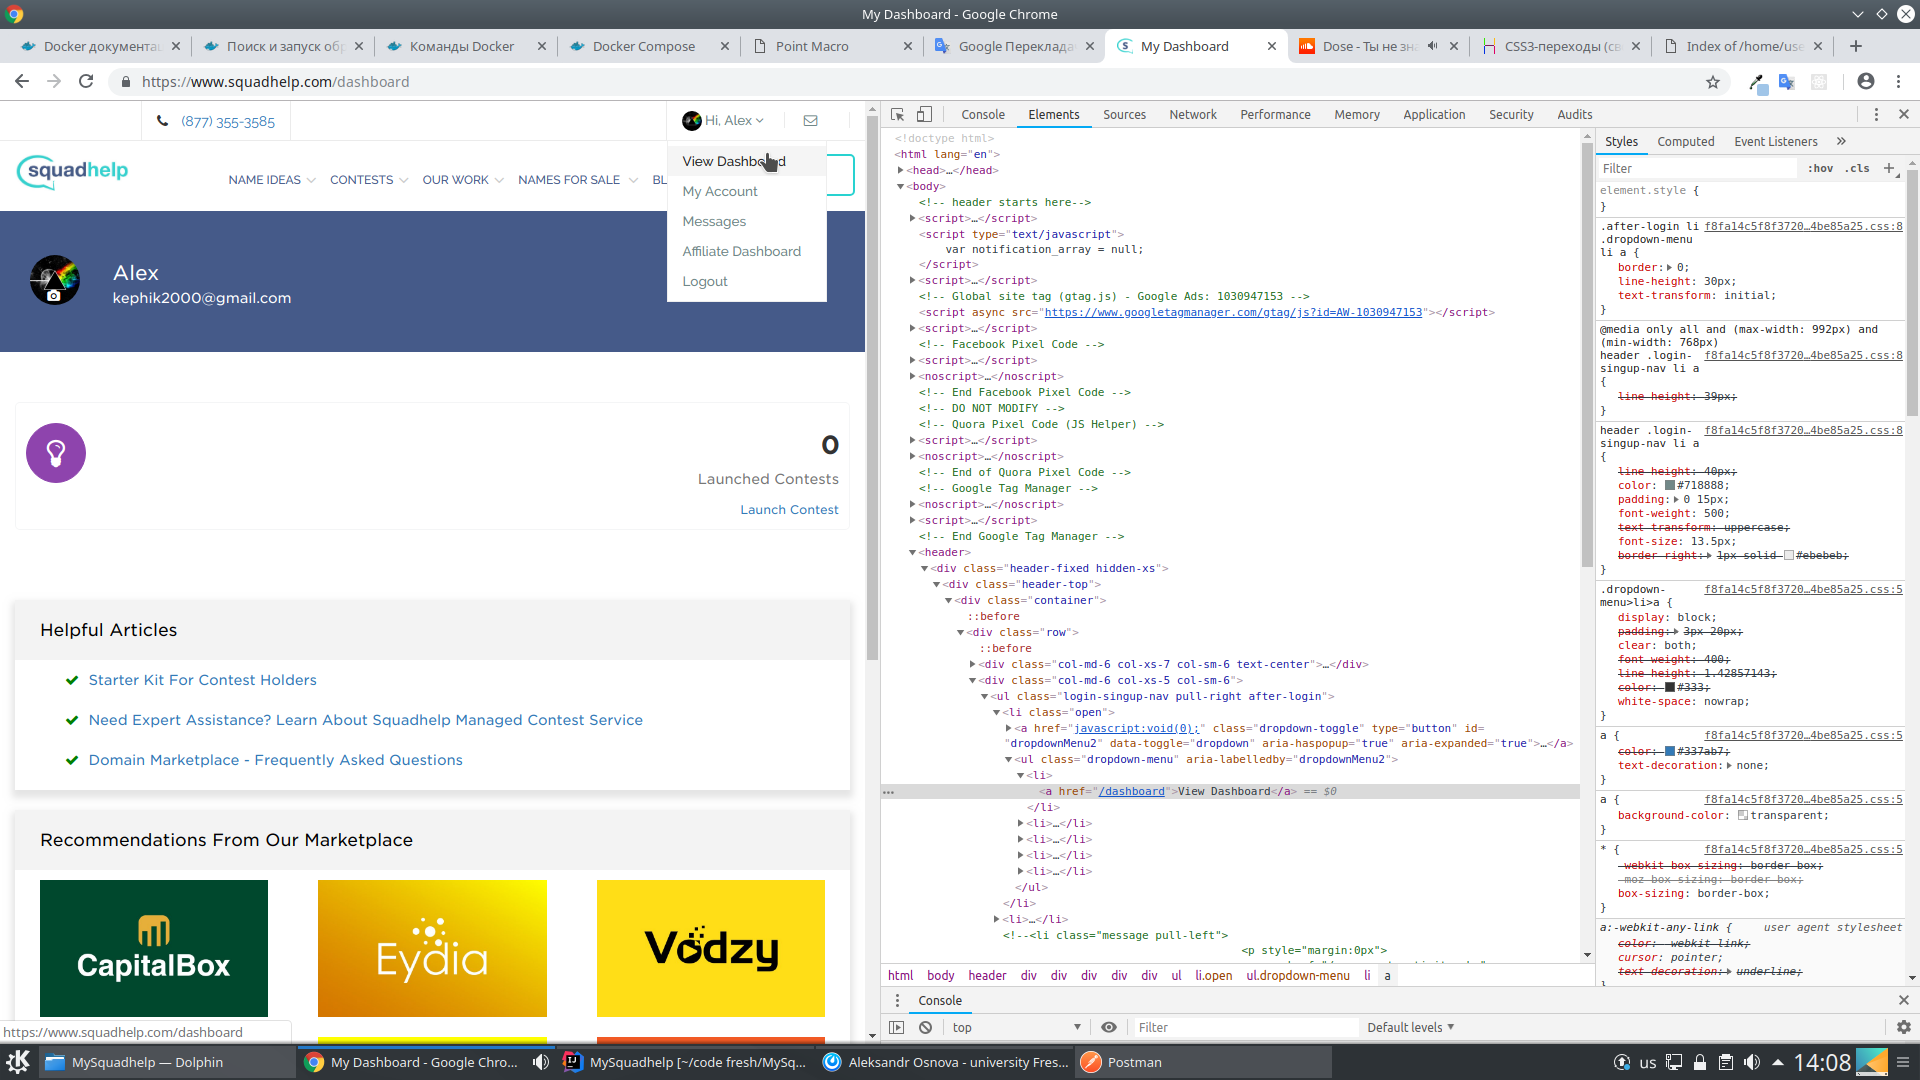 My Dashboard - Google Chrome
Docker документац
Поиск и запуск обр
Команды Docker
Docker Compose
Point Macro
Google Переклада
My Dashboard
Dose - Ты не зна
CSS3-переходы (св
Index of /home/use
https://www.squadhelp.com/dashboard
(877) 355-3585
Hi, Alex
squadhelp
NAME IDEAS
CONTESTS
OUR WORK
NAMES FOR SALE
BL
View Dashboard
My Account
Messages
Affiliate Dashboard
Logout
Alex
kephik2000@gmail.com
0
Launched Contests
Launch Contest
Helpful Articles
Starter Kit For Contest Holders
Need Expert Assistance? Learn About Squadhelp Managed Contest Service
Domain Marketplace - Frequently Asked Questions
Recommendations From Our Marketplace
CapitalBox
Eydia
Vodzy
https://www.squadhelp.com/dashboard
Console
Elements
Sources
Network
Performance
Memory
Application
Security
Audits
<!doctype html>
<html lang="en">
<head>…</head>
<body>
<!-- header starts here-->
<script>…</script>
<script type="text/javascript">
var notification_array = null;
</script>
<script>…</script>
<!-- Global site tag (gtag.js) - Google Ads: 1030947153 -->
<script async src="https://www.googletagmanager.com/gtag/js?id=AW-1030947153"></script>
<script>…</script>
<!-- Facebook Pixel Code -->
<script>…</script>
<noscript>…</noscript>
<!-- End Facebook Pixel Code -->
<!-- DO NOT MODIFY -->
<!-- Quora Pixel Code (JS Helper) -->
<script>…</script>
<noscript>…</noscript>
<!-- End of Quora Pixel Code -->
<!-- Google Tag Manager -->
<noscript>…</noscript>
<script>…</script>
<!-- End Google Tag Manager -->
<header>
<div class="header-fixed hidden-xs">
<div class="header-top">
<div class="container">
::before
<div class="row">
::before
<div class="col-md-6 col-xs-7 col-sm-6 text-center">…</div>
<div class="col-md-6 col-xs-5 col-sm-6">
<ul class="login-singup-nav pull-right after-login">
<li class="open">
<a href="javascript:void(0);" class="dropdown-toggle" type="button" id=
"dropdownMenu2" data-toggle="dropdown" aria-haspopup="true" aria-expanded="true">…</a>
<ul class="dropdown-menu" aria-labelledby="dropdownMenu2">
<li>
<a href="/dashboard">View Dashboard</a> == $0
</li>
<li>…</li>
<li>…</li>
<li>…</li>
<li>…</li>
</ul>
</li>
<li>…</li>
<!--<li class="message pull-left">
<p style="margin:0px">
html body header div div div div div ul li.open ul.dropdown-menu li a
Styles
Computed
Event Listeners
Filter
:hov .cls
element.style {
}
.after-login li f8fa14c5f8f3720…4be85a25.css:8
.dropdown-menu
li a {
border: 0;
line-height: 30px;
text-transform: initial;
}
@media only all and (max-width: 992px) and
(min-width: 768px)
header .login- f8fa14c5f8f3720…4be85a25.css:8
singup-nav li a
{
line-height: 39px;
}
header .login- f8fa14c5f8f3720…4be85a25.css:8
singup-nav li a
{
line-height: 40px;
color: #718888;
padding: 0 15px;
font-weight: 500;
text-transform: uppercase;
font-size: 13.5px;
border-right: 1px solid #ebebeb;
}
.dropdown- f8fa14c5f8f3720…4be85a25.css:5
menu>li>a {
display: block;
padding: 3px 20px;
clear: both;
font-weight: 400;
line-height: 1.42857143;
color: #333;
white-space: nowrap;
}
a { f8fa14c5f8f3720…4be85a25.css:5
color: #337ab7;
text-decoration: none;
}
a { f8fa14c5f8f3720…4be85a25.css:5
background-color: transparent;
}
* { f8fa14c5f8f3720…4be85a25.css:5
-webkit-box-sizing: border-box;
-moz-box-sizing: border-box;
box-sizing: border-box;
}
a:-webkit-any-link { user agent stylesheet
color: -webkit-link;
cursor: pointer;
text-decoration: underline;
Console
top
Filter
Default levels
MySquadhelp — Dolphin
My Dashboard - Google Chro...
MySquadhelp [~/code fresh/MySq...
Aleksandr Osnova - university Fres...
Postman
us
14:08